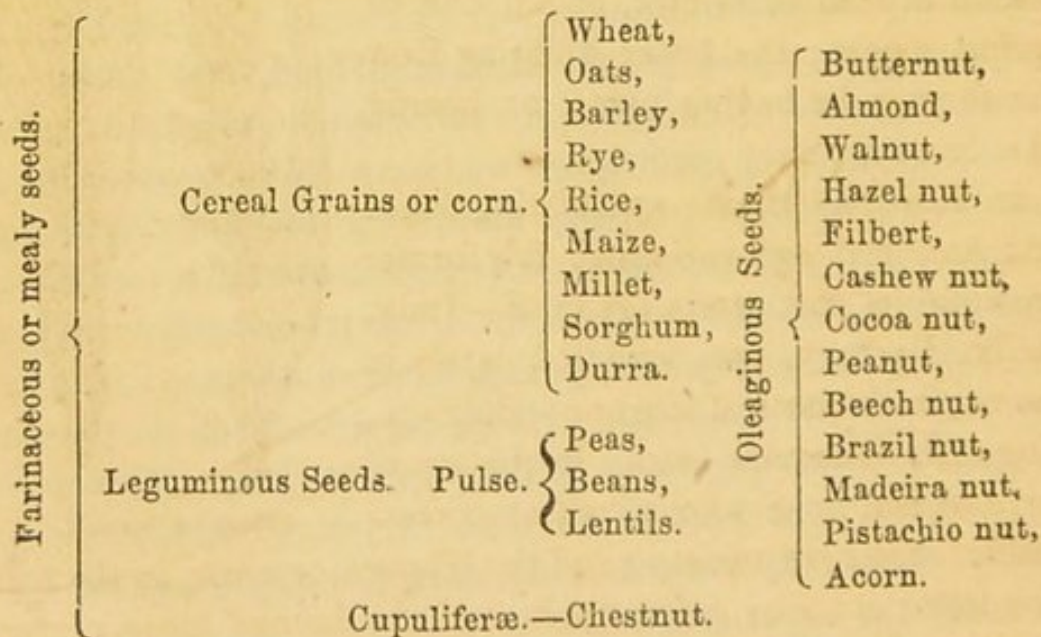 Farinaceous or mealy seeds.
Cereal Grains or corn.
Wheat,
Oats,
Barley,
Rye,
Rice,
Maize,
Millet,
Sorghum,
Durra.
Leguminous Seeds. Pulse.
Peas,
Beans,
Lentils.
Cupuliferæ.—Chestnut.
Oleaginous Seeds.
Butternut,
Almond,
Walnut,
Hazel nut,
Filbert,
Cashew nut,
Cocoa nut,
Peanut,
Beech nut,
Brazil nut,
Madeira nut,
Pistachio nut,
Acorn.